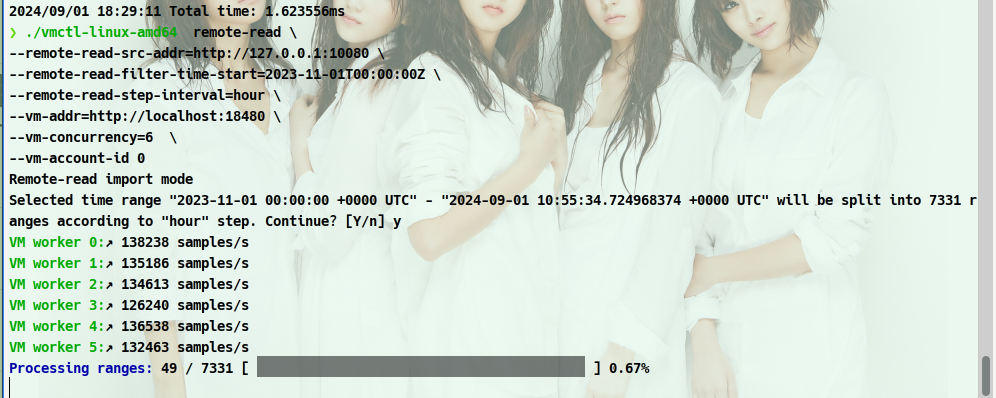 2024/09/01 18:29:11 Total time: 1.623556ms
❯ ./vmctl-linux-amd64  remote-read \
--remote-read-src-addr=http://127.0.0.1:10080 \
--remote-read-filter-time-start=2023-11-01T00:00:00Z \
--remote-read-step-interval=hour \
--vm-addr=http://localhost:18480 \
--vm-concurrency=6  \
--vm-account-id 0
Remote-read import mode
Selected time range "2023-11-01 00:00:00 +0000 UTC" - "2024-09-01 10:55:34.724968374 +0000 UTC" will be split into 7331 r
anges according to "hour" step. Continue? [Y/n] y
VM worker 0:↗ 138238 samples/s
VM worker 1:↗ 135186 samples/s
VM worker 2:↗ 134613 samples/s
VM worker 3:↗ 126240 samples/s
VM worker 4:↗ 136538 samples/s
VM worker 5:↗ 132463 samples/s
Processing ranges: 49 / 7331 [ ] 0.67%